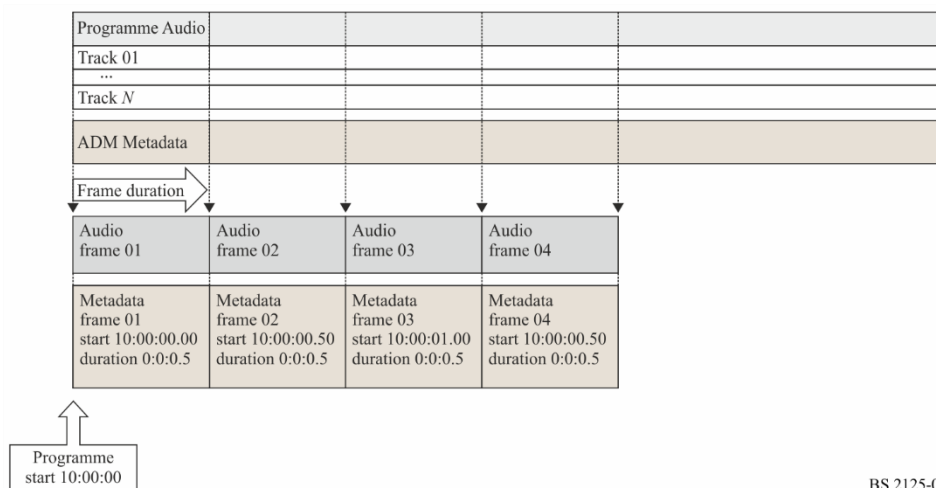 Programme Audio
Track 01
...
Track N
ADM Metadata
Frame duration
Audio
frame 01
Audio
frame 02
Audio
frame 03
Audio
frame 04
Metadata
frame 01
start 10:00:00.00
duration 0:0:0.5
Metadata
frame 02
start 10:00:00.50
duration 0:0:0.5
Metadata
frame 03
start 10:00:01.00
duration 0:0:0.5
Metadata
frame 04
start 10:00:00.50
duration 0:0:0.5
Programme
start 10:00:00
BS.2125-0